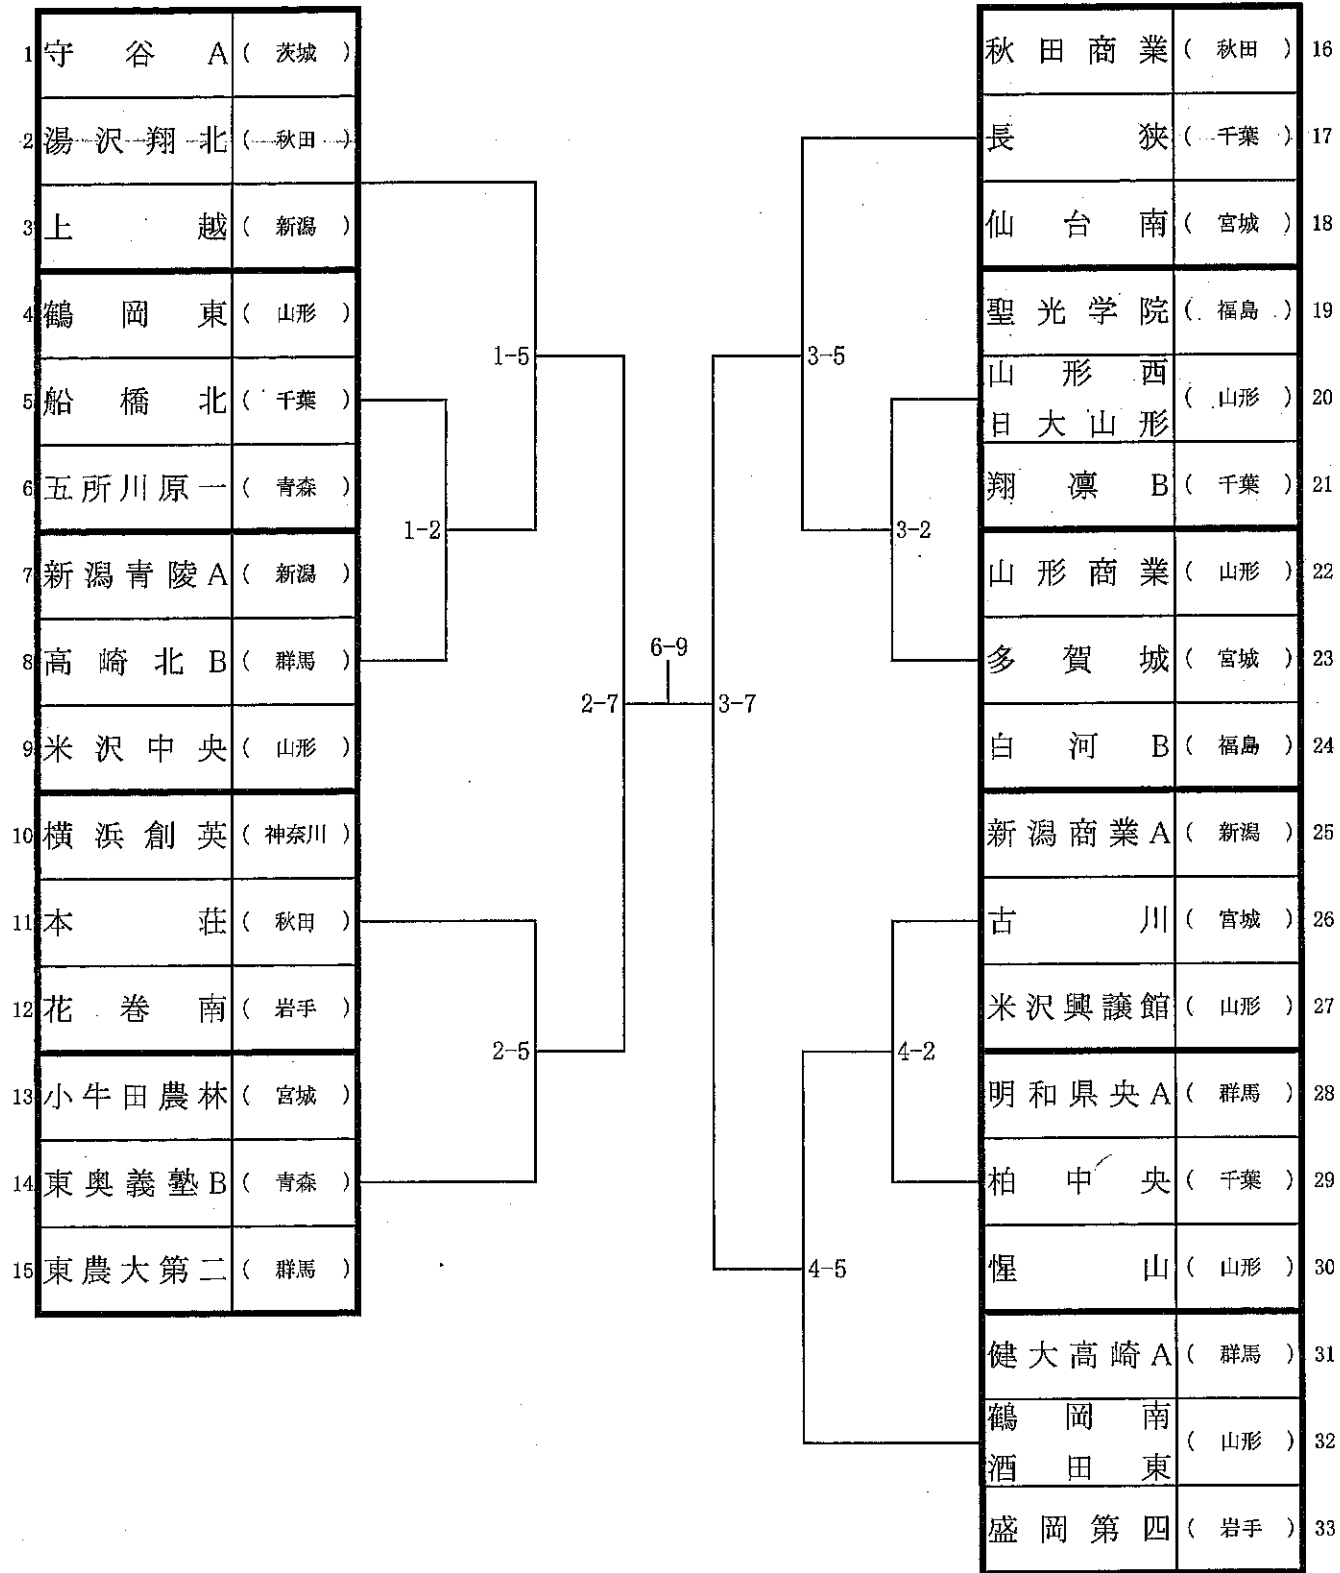 1 守谷A ( 茨城 )
2 湯沢翔北 ( 秋田 )
3 上越 ( 新潟 )
4 鶴岡東 ( 山形 )
5 船橋北 ( 千葉 )
6 五所川原一 ( 青森 )
7 新潟青陵A ( 新潟 )
8 高崎北B ( 群馬 )
9 米沢中央 ( 山形 )
10 横浜創英 ( 神奈川 )
11 本荘 ( 秋田 )
12 花巻南 ( 岩手 )
13 小牛田農林 ( 宮城 )
14 東奥義塾B ( 青森 )
15 東農大第二 ( 群馬 )
1-5
1-2
2-7
2-5
6-9
3-5
3-2
3-7
4-2
4-5
秋田商業 ( 秋田 ) 16
長狭 ( 千葉 ) 17
仙台南 ( 宮城 ) 18
聖光学院 ( 福島 ) 19
山形西
日大山形 ( 山形 ) 20
翔凛B ( 千葉 ) 21
山形商業 ( 山形 ) 22
多賀城 ( 宮城 ) 23
白河B ( 福島 ) 24
新潟商業A ( 新潟 ) 25
古川 ( 宮城 ) 26
米沢興譲館 ( 山形 ) 27
明和県央A ( 群馬 ) 28
柏中央 ( 千葉 ) 29
惺山 ( 山形 ) 30
健大高崎A ( 群馬 ) 31
鶴岡南
酒田東 ( 山形 ) 32
盛岡第四 ( 岩手 ) 33